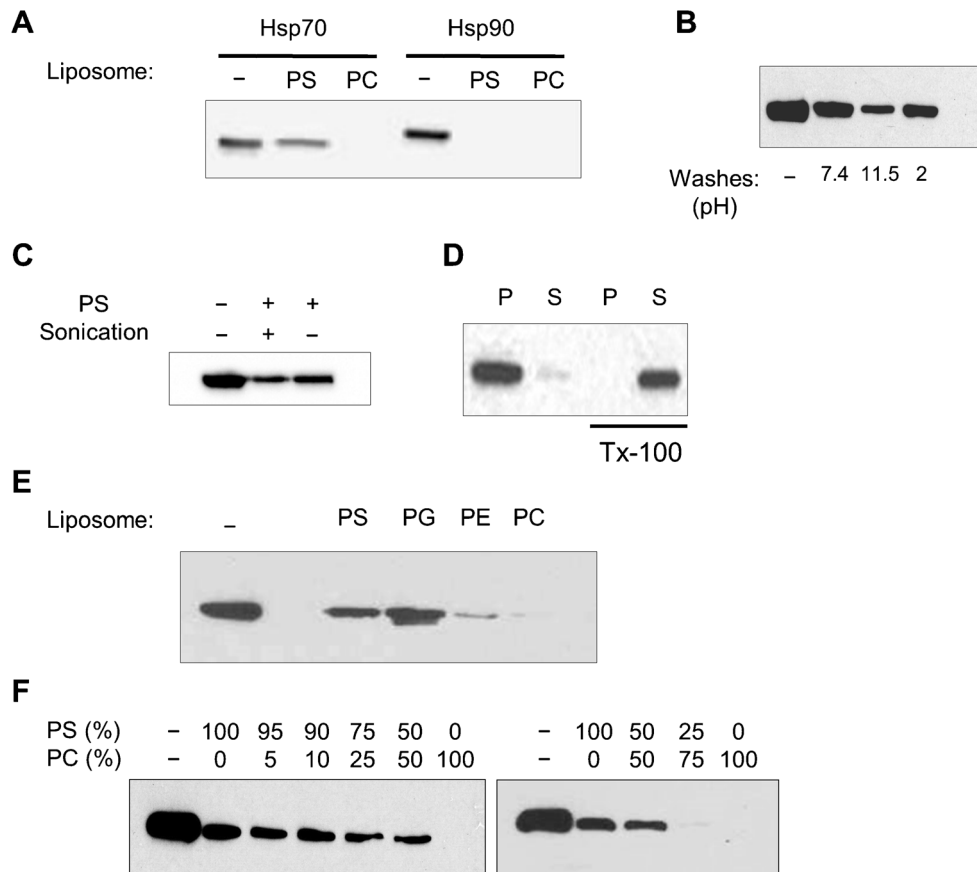 A
Hsp70 Hsp90
Liposome: – PS PC – PS PC
B
Washes: – 7.4 11.5 2
(pH)
C
PS – + +
Sonication – + –
D
P S P S
Tx-100
E
Liposome: – PS PG PE PC
F
PS (%) – 100 95 90 75 50 0 – 100 50 25 0
PC (%) – 0 5 10 25 50 100 – 0 50 75 100